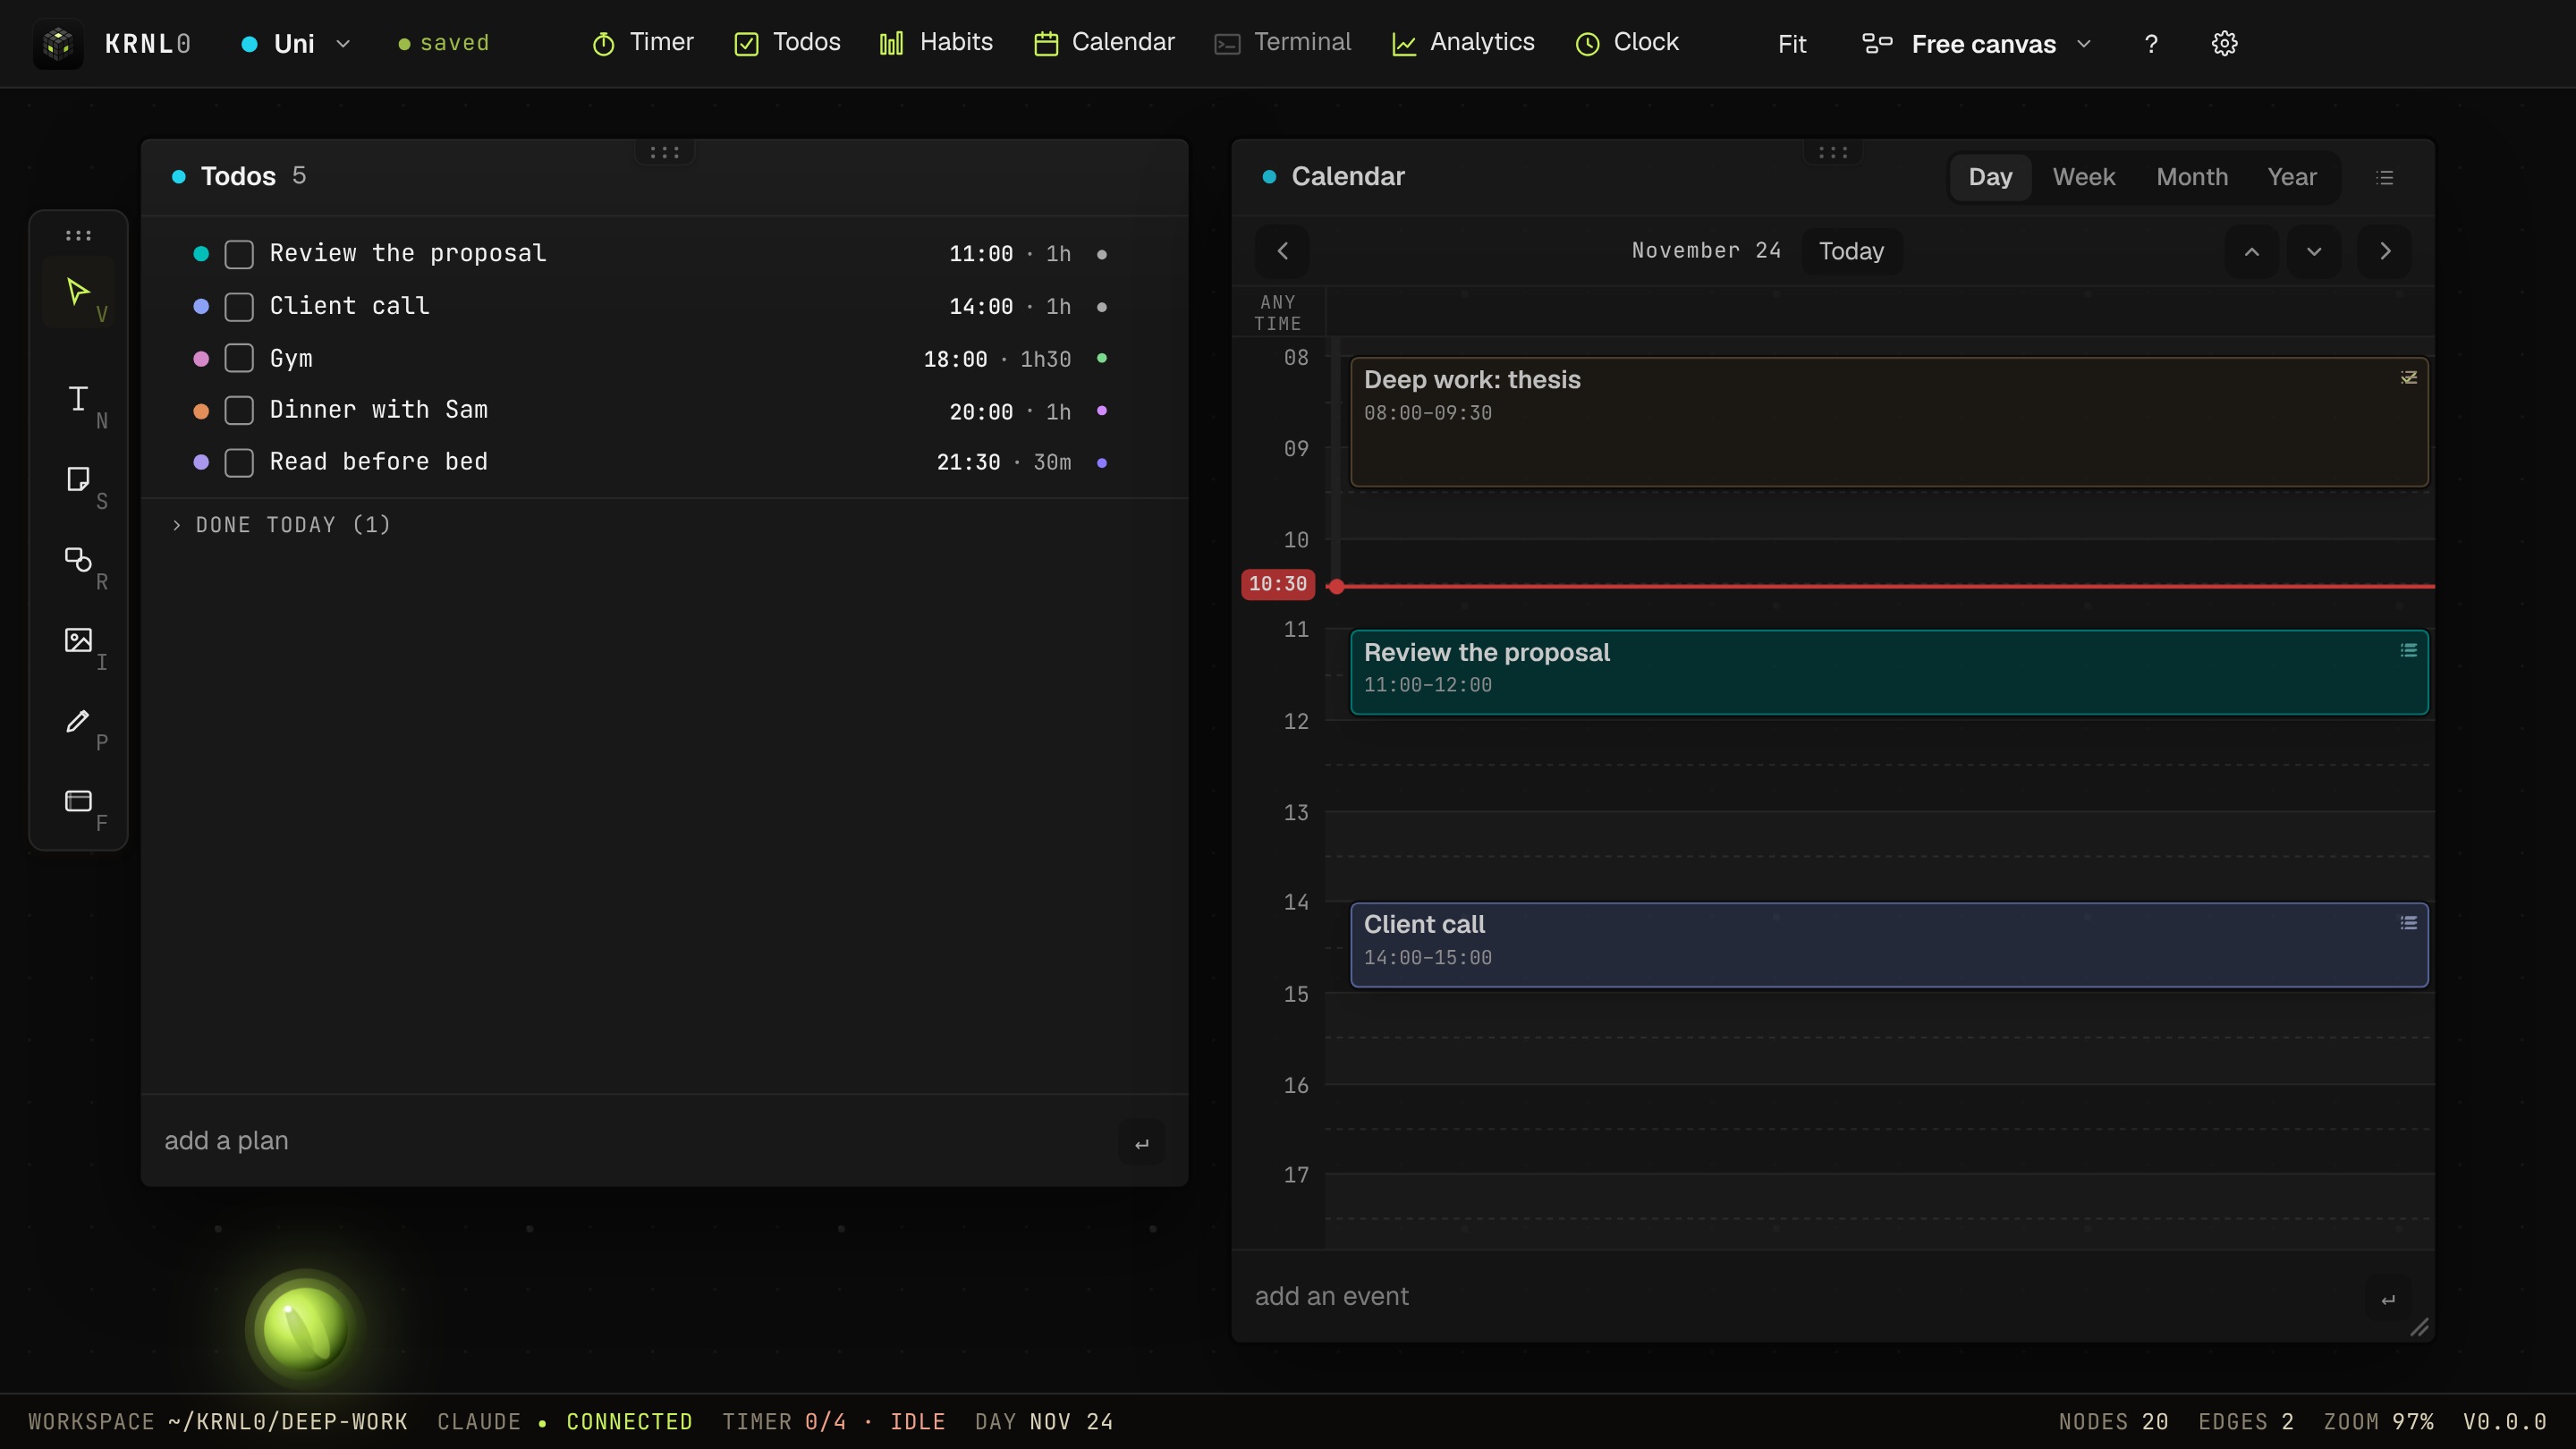 KRNL0 Uni saved Timer Todos Habits Calendar Terminal Analytics Clock Fit Free canvas ?
Todos 5
Review the proposal 11:00 · 1h
Client call 14:00 · 1h
Gym 18:00 · 1h30
Dinner with Sam 20:00 · 1h
Read before bed 21:30 · 30m
DONE TODAY (1)
add a plan
V
N
S
R
I
P
F
Calendar Day Week Month Year
November 24 Today
ANY
TIME
08
Deep work: thesis
08:00–09:30
09
10
10:30
11
Review the proposal
11:00–12:00
12
13
14
Client call
14:00–15:00
15
16
17
add an event
WORKSPACE ~/KRNL0/DEEP-WORK CLAUDE • CONNECTED TIMER 0/4 · IDLE DAY NOV 24 NODES 20 EDGES 2 ZOOM 97% V0.0.0